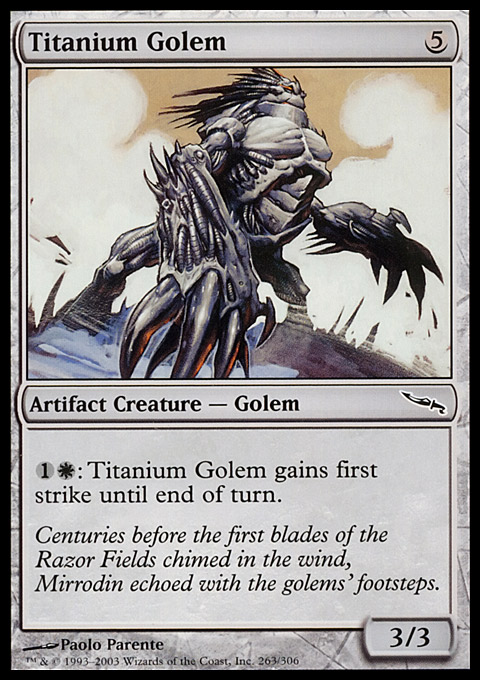 Titanium Golem 5
Artifact Creature — Golem
1: Titanium Golem gains first
strike until end of turn.
Centuries before the first blades of the
Razor Fields chimed in the wind,
Mirrodin echoed with the golems' footsteps.
Paolo Parente
3/3
™ & © 1993–2003 Wizards of the Coast, Inc. 263/306